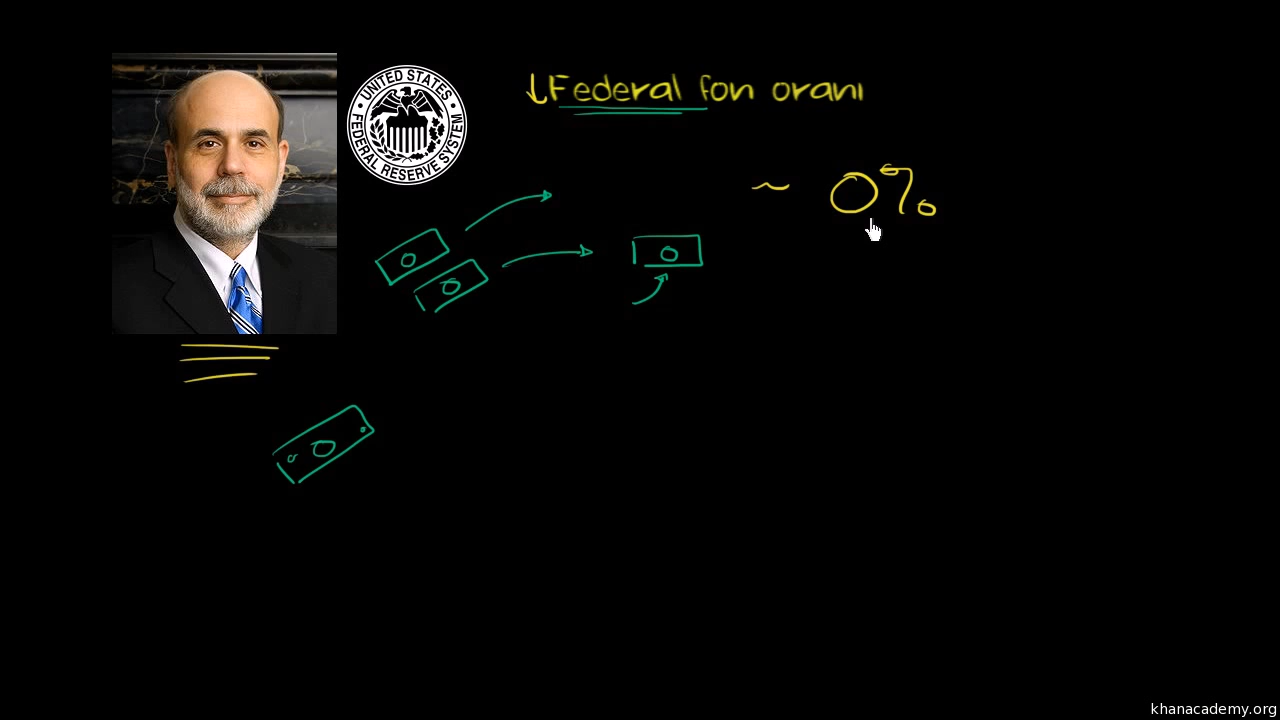 UNITED STATES
FEDERAL RESERVE SYSTEM
↓Federal fon oranı
~ 0%
khanacademy.org